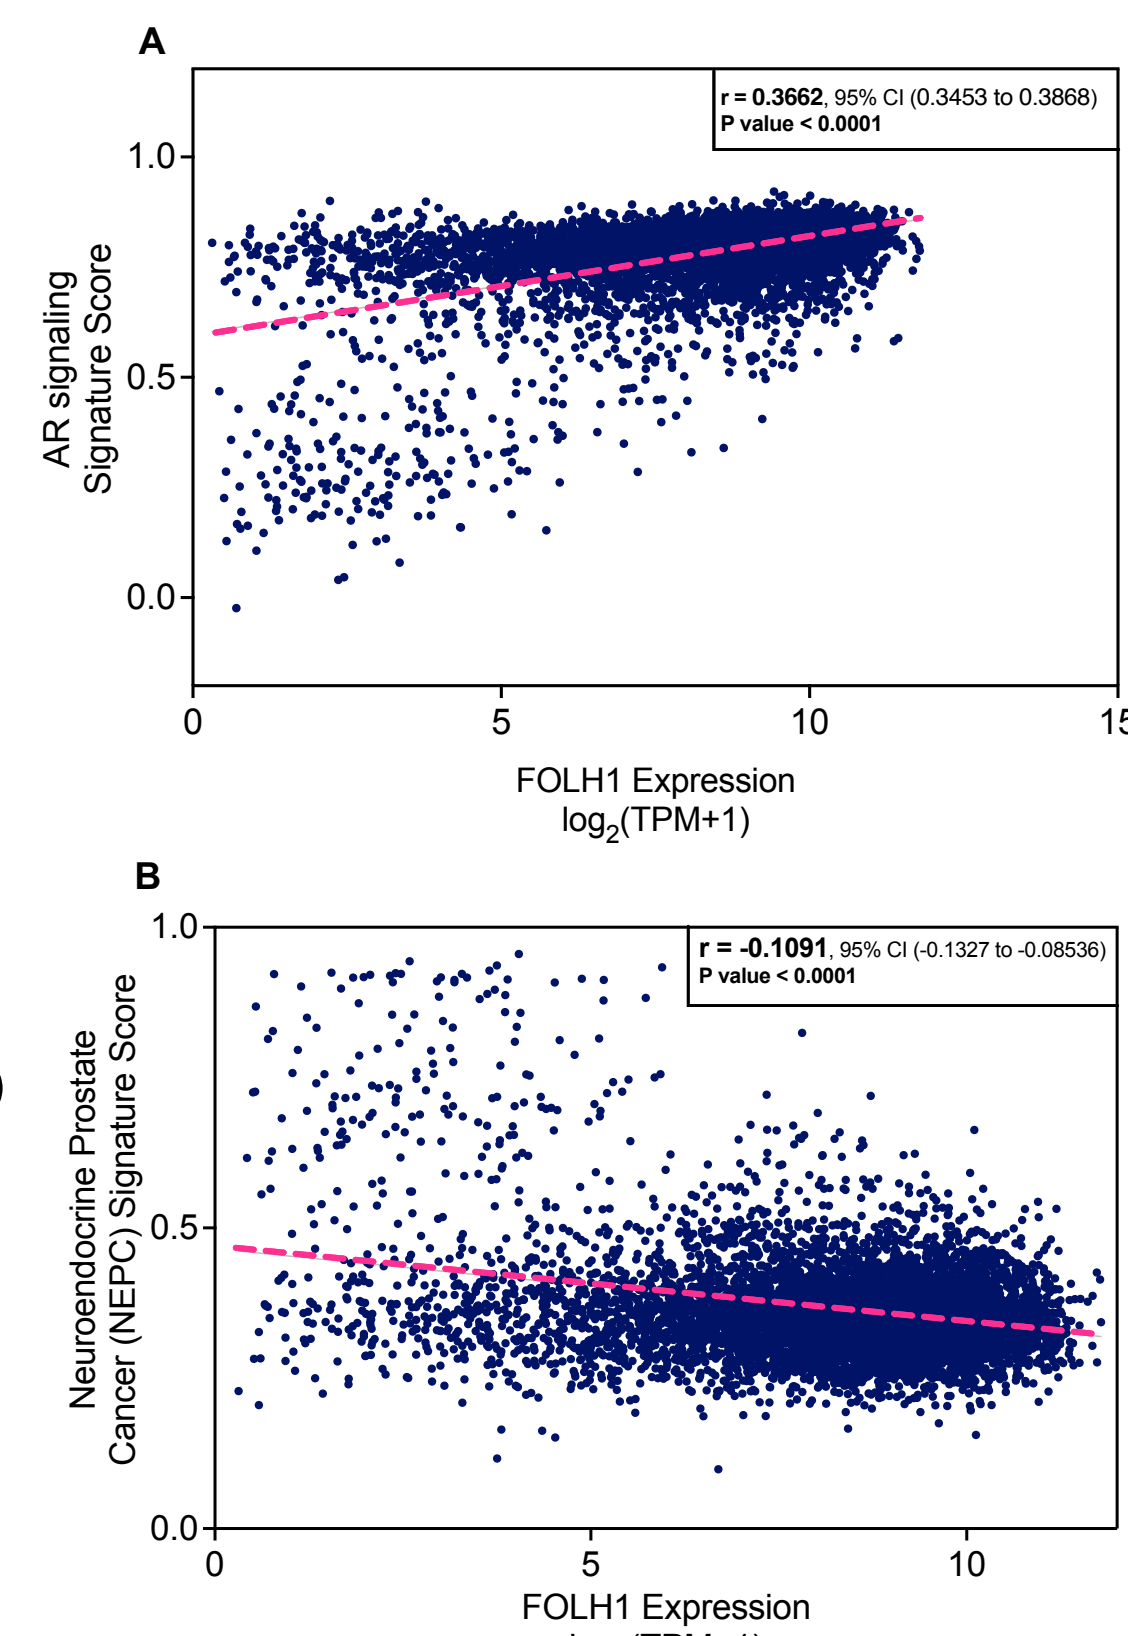 A
r = 0.3662, 95% CI (0.3453 to 0.3868)
P value < 0.0001
1.0
0.5
0.0
AR signaling
Signature Score
0 5 10 15
FOLH1 Expression
log2(TPM+1)
B
r = -0.1091, 95% CI (-0.1327 to -0.08536)
P value < 0.0001
1.0
0.5
0.0
Neuroendocrine Prostate
Cancer (NEPC) Signature Score
0 5 10
FOLH1 Expression